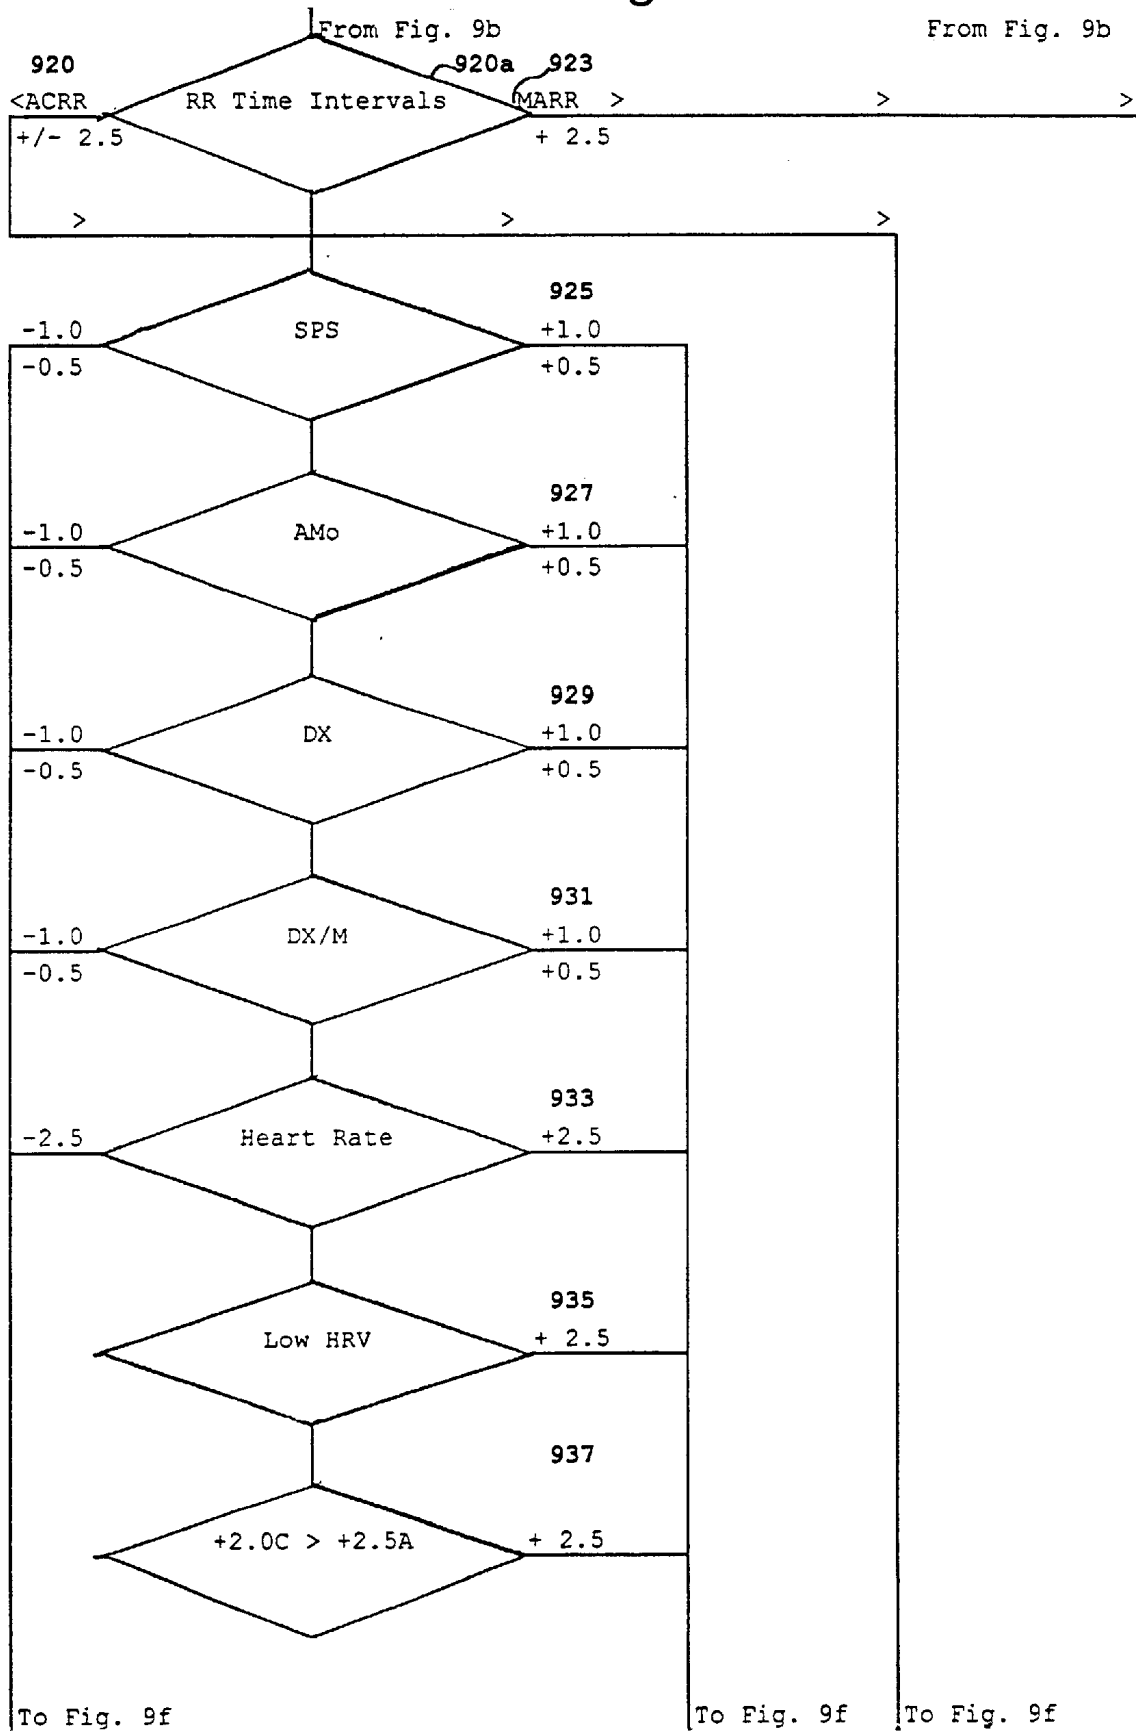 From Fig. 9b From Fig. 9b
920 920a 923
<ACRR RR Time Intervals MARR > > >
+/- 2.5 + 2.5
> > >
925
-1.0 SPS +1.0
-0.5 +0.5
927
-1.0 AMo +1.0
-0.5 +0.5
929
-1.0 DX +1.0
-0.5 +0.5
931
-1.0 DX/M +1.0
-0.5 +0.5
933
-2.5 Heart Rate +2.5
935
Low HRV + 2.5
937
+2.0C > +2.5A + 2.5
To Fig. 9f To Fig. 9f To Fig. 9f